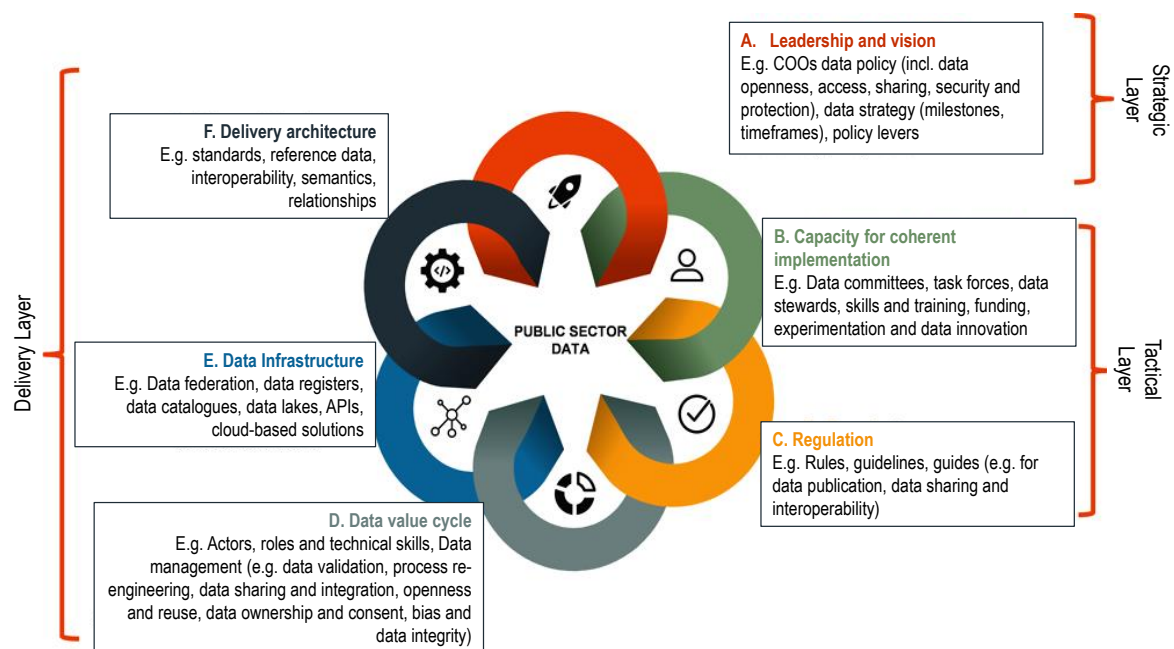 A. Leadership and vision
E.g. COOs data policy (incl. data
openness, access, sharing, security and
protection), data strategy (milestones,
timeframes), policy levers
Strategic
Layer
F. Delivery architecture
E.g. standards, reference data,
interoperability, semantics,
relationships
B. Capacity for coherent
implementation
E.g. Data committees, task forces, data
stewards, skills and training, funding,
experimentation and data innovation
Tactical
Layer
Delivery Layer
</>
PUBLIC SECTOR
DATA
E. Data Infrastructure
E.g. Data federation, data registers,
data catalogues, data lakes, APIs,
cloud-based solutions
C. Regulation
E.g. Rules, guidelines, guides (e.g. for
data publication, data sharing and
interoperability)
D. Data value cycle
E.g. Actors, roles and technical skills, Data
management (e.g. data validation, process re-
engineering, data sharing and integration, openness
and reuse, data ownership and consent, bias and
data integrity)